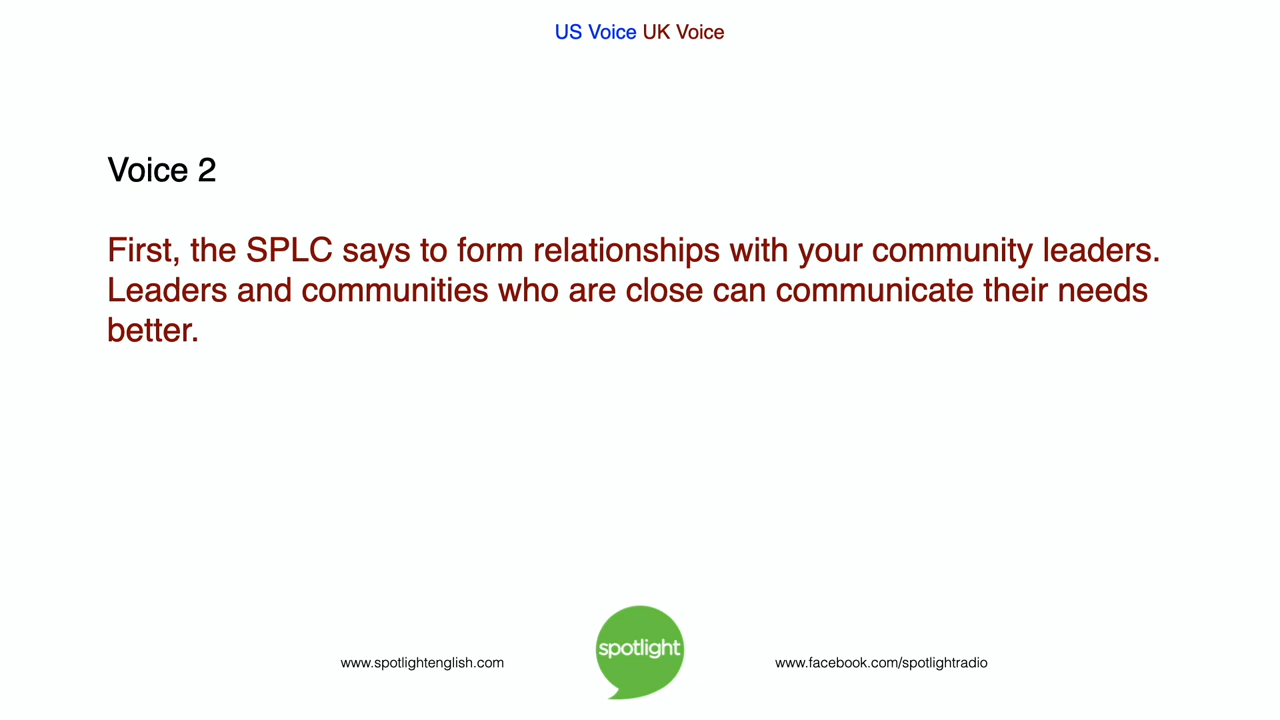 US Voice UK Voice
Voice 2
First, the SPLC says to form relationships with your community leaders.
Leaders and communities who are close can communicate their needs
better.
spotlight
www.spotlightenglish.com
www.facebook.com/spotlightradio